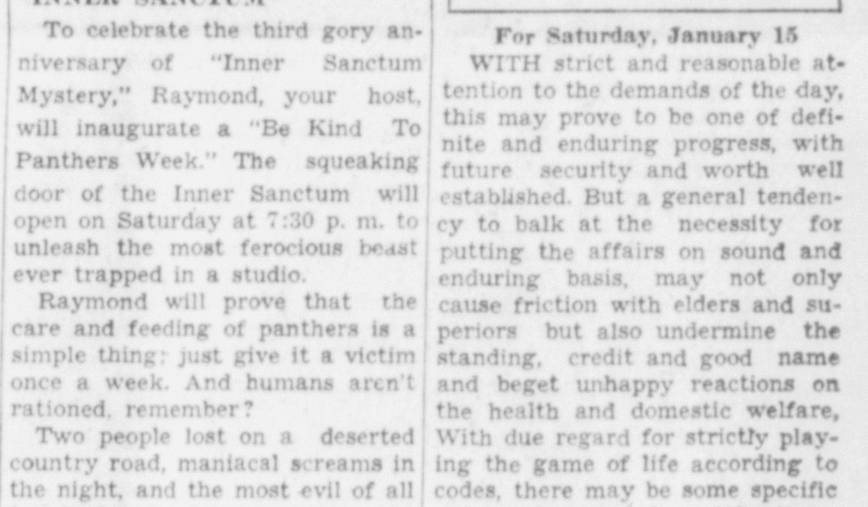 INNER SANCTUM
To celebrate the third gory an-
niversary of "Inner Sanctum
Mystery," Raymond, your host,
will inaugurate a "Be Kind To
Panthers Week." The squeaking
door of the Inner Sanctum will
open on Saturday at 7:30 p. m. to
unleash the most ferocious beast
ever trapped in a studio.
Raymond will prove that the
care and feeding of panthers is a
simple thing: just give it a victim
once a week. And humans aren't
rationed, remember?
Two people lost on a deserted
country road, maniacal screams in
the night, and the most evil of all
For Saturday, January 15
WITH strict and reasonable at-
tention to the demands of the day,
this may prove to be one of defi-
nite and enduring progress, with
future security and worth well
established. But a general tenden-
cy to balk at the necessity for
putting the affairs on sound and
enduring basis, may not only
cause friction with elders and su-
periors but also undermine the
standing, credit and good name
and beget unhappy reactions on
the health and domestic welfare,
With due regard for strictly play-
ing the game of life according to
codes, there may be some specific